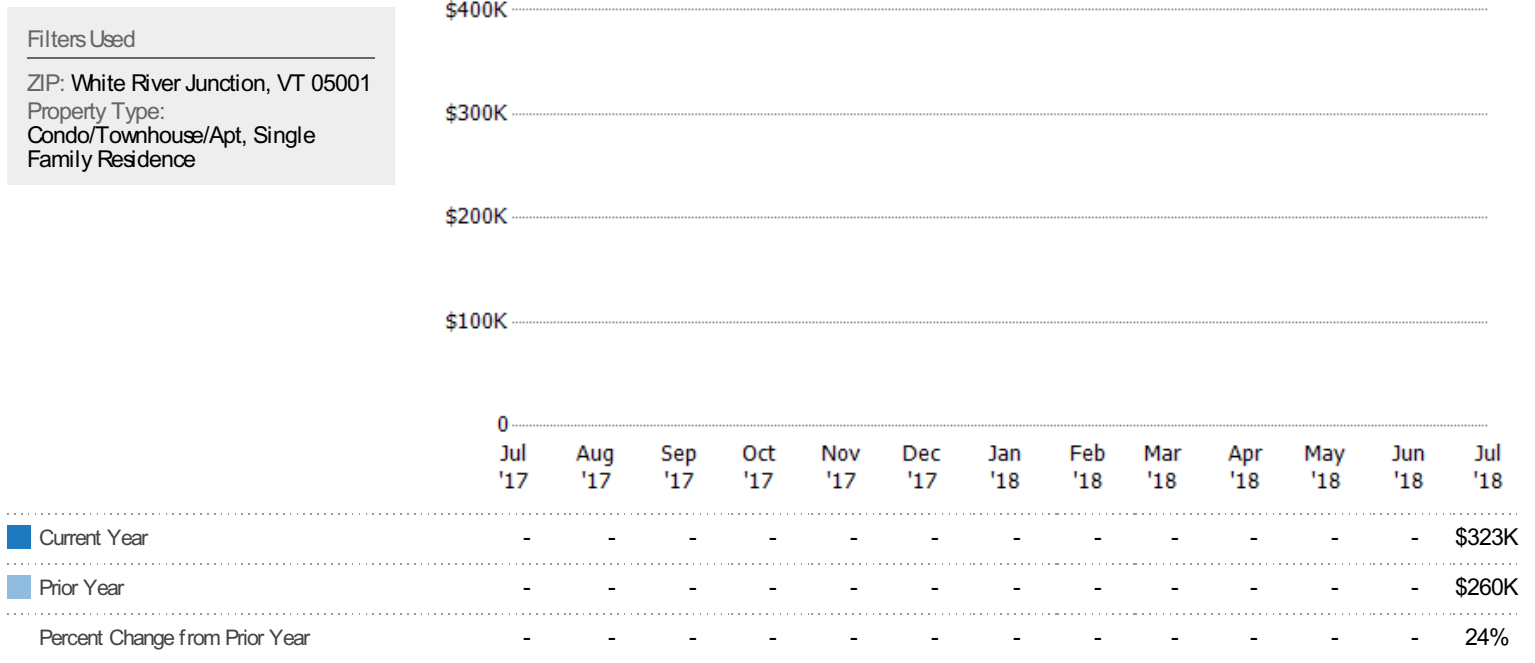 Filters Used
ZIP: White River Junction, VT 05001
Property Type:
Condo/Townhouse/Apt, Single
Family Residence
$400K
$300K
$200K
$100K
0
Jul Aug Sep Oct Nov Dec Jan Feb Mar Apr May Jun Jul
'17 '17 '17 '17 '17 '17 '18 '18 '18 '18 '18 '18 '18
Current Year - - - - - - - - - - - - $323K
Prior Year - - - - - - - - - - - - $260K
Percent Change from Prior Year - - - - - - - - - - - - 24%